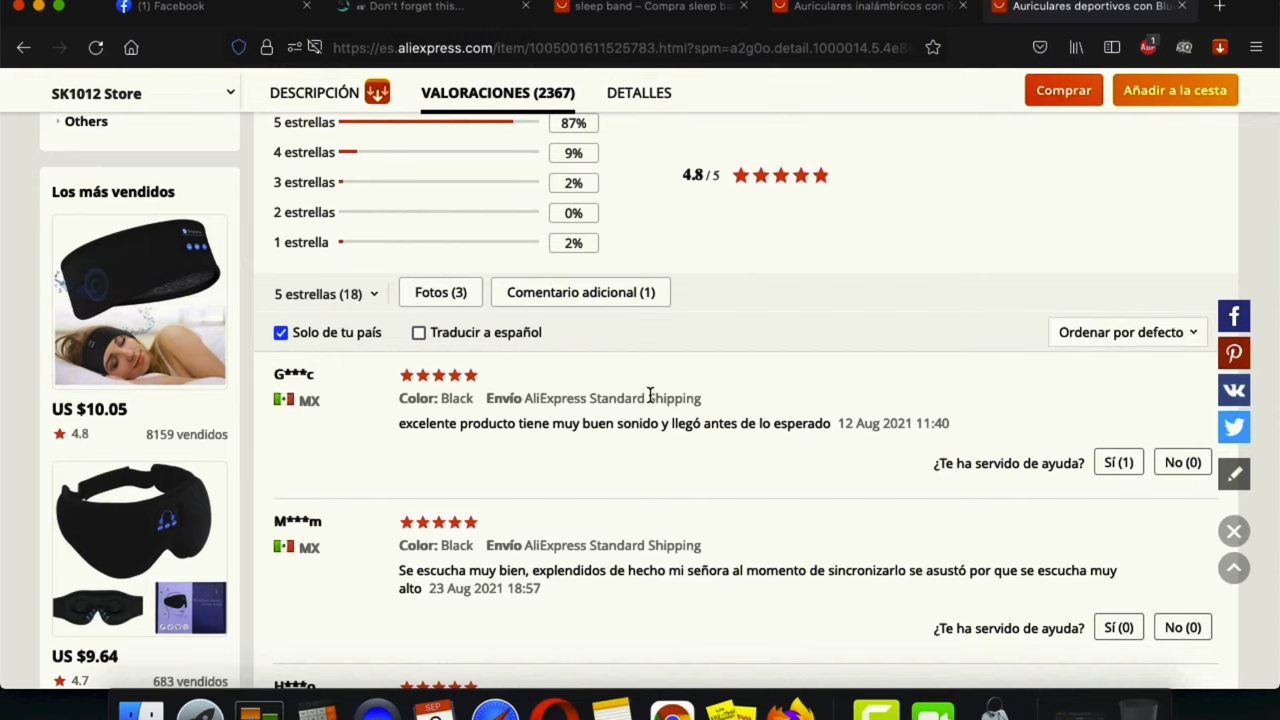 (1) Facebook
Don't forget this...
sleep band – Compra sleep ba
Auriculares inalámbricos con B
Auriculares deportivos con Blu
https://es.aliexpress.com/item/1005001611525783.html?spm=a2g0o.detail.1000014.5.4e8
1
SK1012 Store
DESCRIPCIÓN
VALORACIONES (2367)
DETALLES
Comprar
Añadir a la cesta
Others
5 estrellas 87%
4 estrellas 9%
3 estrellas 2%
2 estrellas 0%
1 estrella 2%
4.8 / 5
Los más vendidos
US $10.05
4.8 8159 vendidos
US $9.64
4.7 683 vendidos
5 estrellas (18)
Fotos (3)
Comentario adicional (1)
Solo de tu país
Traducir a español
Ordenar por defecto
G***c
MX
Color: Black Envío AliExpress Standard Shipping
excelente producto tiene muy buen sonido y llegó antes de lo esperado 12 Aug 2021 11:40
¿Te ha servido de ayuda? Sí (1) No (0)
M***m
MX
Color: Black Envío AliExpress Standard Shipping
Se escucha muy bien, explendidos de hecho mi señora al momento de sincronizarlo se asustó por que se escucha muy
alto 23 Aug 2021 18:57
¿Te ha servido de ayuda? Sí (0) No (0)
SEP